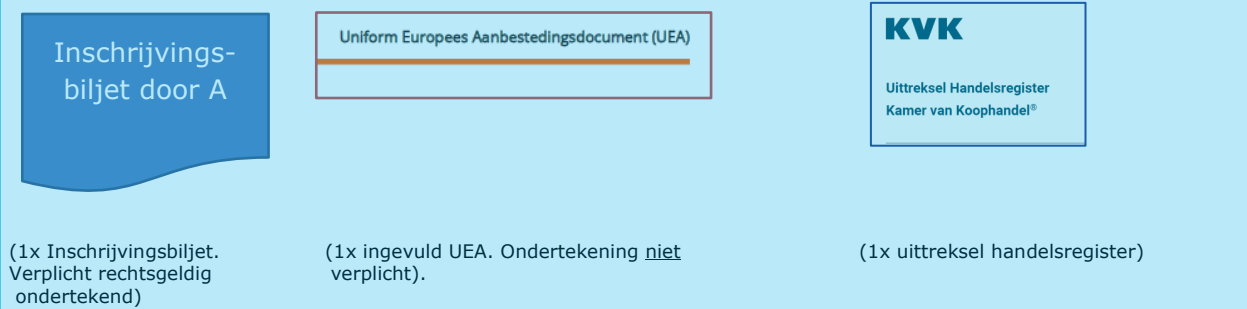 Inschrijvings-
biljet door A
Uniform Europees Aanbestedingsdocument (UEA)
KVK
Uittreksel Handelsregister
Kamer van Koophandel®
(1x Inschrijvingsbiljet.
Verplicht rechtsgeldig
ondertekend)
(1x ingevuld UEA. Ondertekening niet
verplicht).
(1x uittreksel handelsregister)